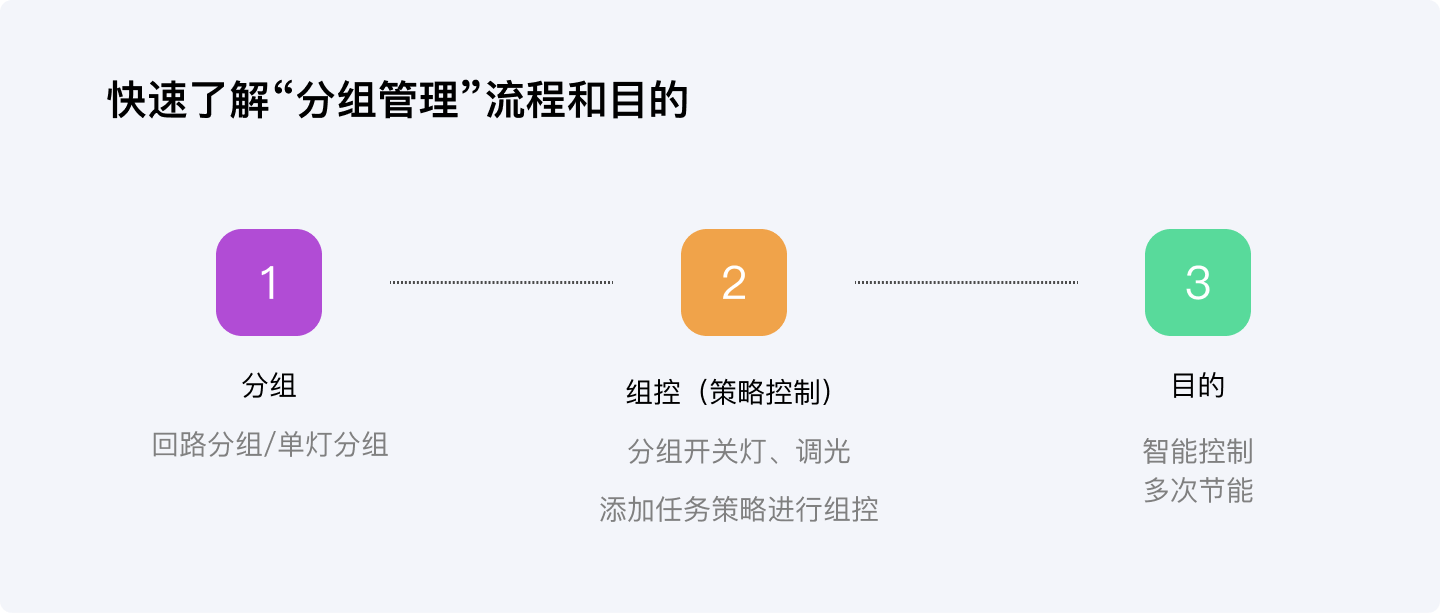 快速了解“分组管理”流程和目的
1
分组
回路分组/单灯分组
2
组控（策略控制）
分组开关灯、调光
添加任务策略进行组控
3
目的
智能控制
多次节能